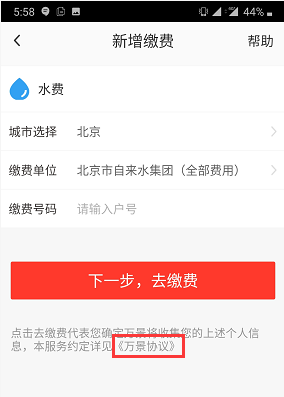 5:58 44%
新增缴费 帮助
水费
城市选择 北京
缴费单位 北京市自来水集团（全部费用）
缴费号码 请输入户号
下一步，去缴费
点击去缴费代表您确定万景将收集您的上述个人信
息，本服务约定详见《万景协议》